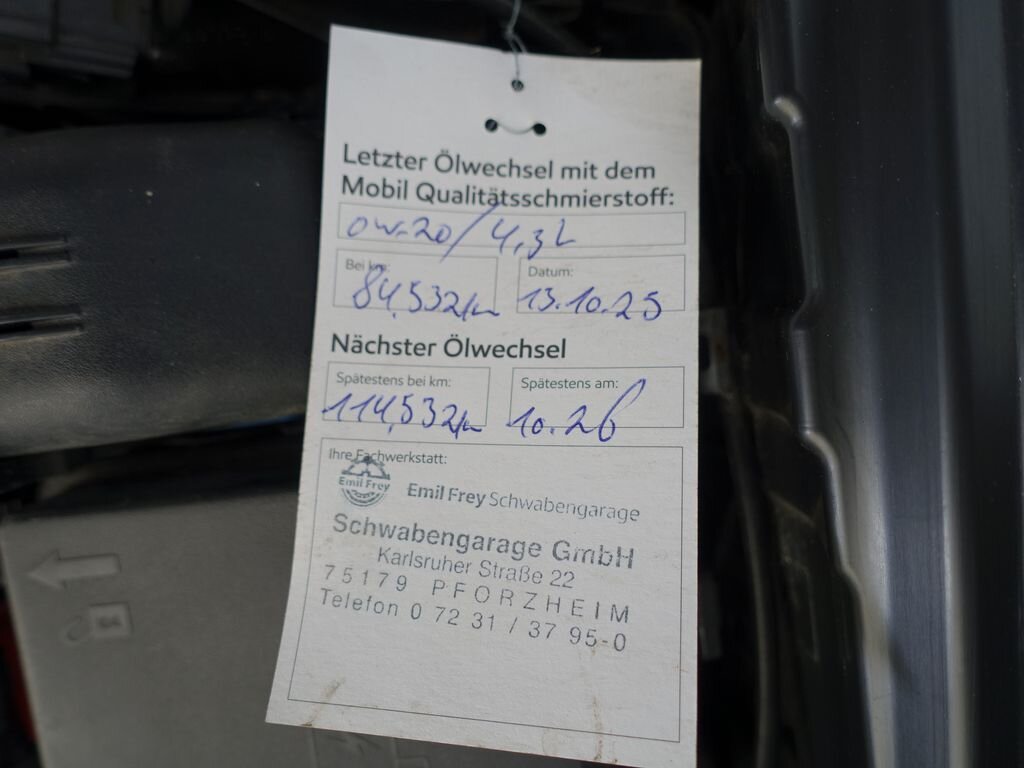 Letzter Ölwechsel mit dem
Mobil Qualitätsschmierstoff:
0W-20/4,3L
Bei km:
84,532km
Datum:
13.10.25
Nächster Ölwechsel
Spätestens bei km:
114,532km
Spätestens am:
10.26
Ihre Fachwerkstatt:
Emil Frey
Emil Frey Schwabengarage
Schwabengarage GmbH
Karlsruher Straße 22
75179 PFORZHEIM
Telefon 0 72 31 / 37 95-0